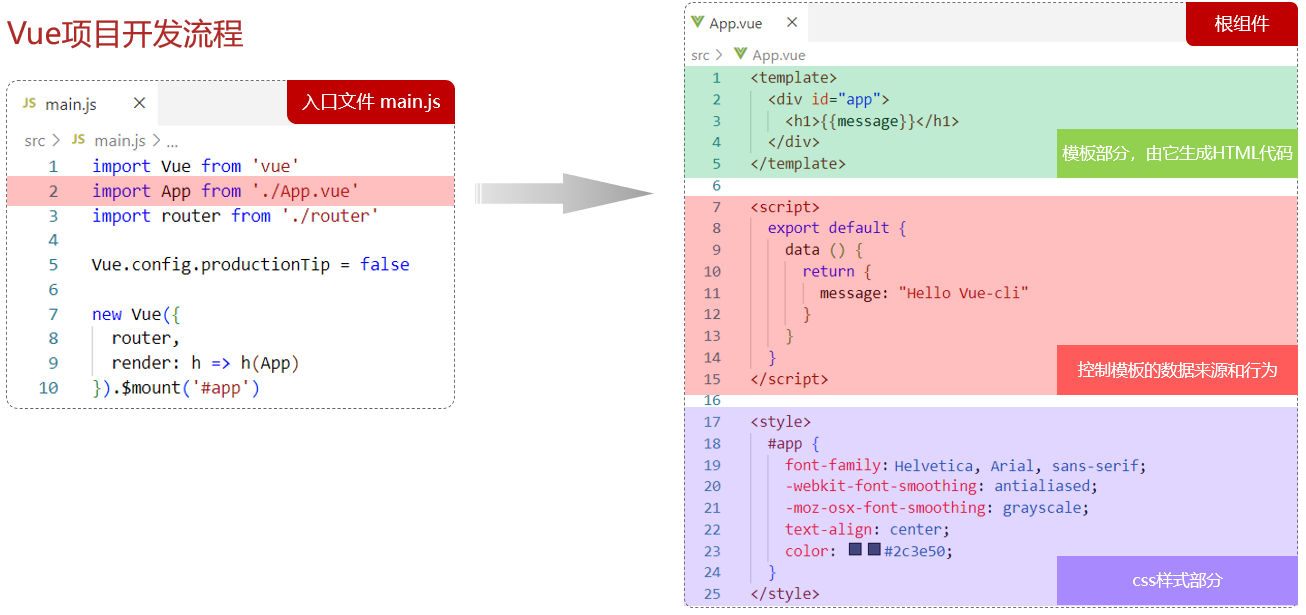 Vue项目开发流程
JS main.js ×
入口文件 main.js
src > JS main.js > ...
1 import Vue from 'vue'
2 import App from './App.vue'
3 import router from './router'
4
5 Vue.config.productionTip = false
6
7 new Vue({
8 router,
9 render: h => h(App)
10 }).$mount('#app')
App.vue ×
根组件
src > App.vue
1 <template>
2 <div id="app">
3 <h1>{{message}}</h1>
4 </div>
5 </template>
模板部分，由它生成HTML代码
6
7 <script>
8 export default {
9 data () {
10 return {
11 message: "Hello Vue-cli"
12 }
13 }
14 }
15 </script>
控制模板的数据来源和行为
16
17 <style>
18 #app {
19 font-family: Helvetica, Arial, sans-serif;
20 -webkit-font-smoothing: antialiased;
21 -moz-osx-font-smoothing: grayscale;
22 text-align: center;
23 color: #2c3e50;
24 }
25 </style>
css样式部分